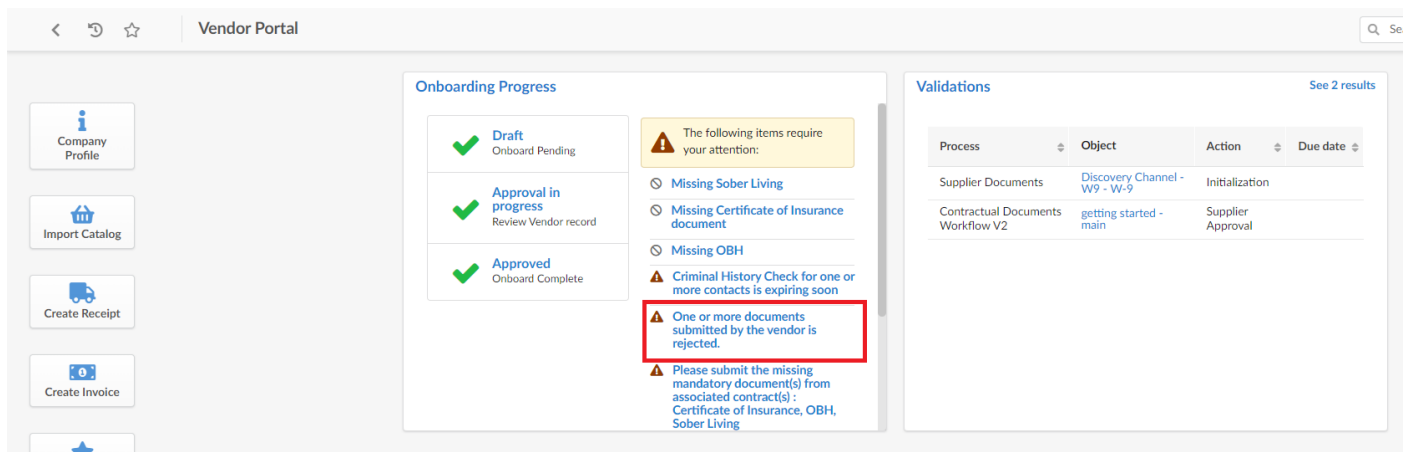 Vendor Portal
Company
Profile
Import Catalog
Create Receipt
Create Invoice
Onboarding Progress
Draft
Onboard Pending
Approval in
progress
Review Vendor record
Approved
Onboard Complete
The following items require
your attention:
Missing Sober Living
Missing Certificate of Insurance
document
Missing OBH
Criminal History Check for one or
more contacts is expiring soon
One or more documents
submitted by the vendor is
rejected.
Please submit the missing
mandatory document(s) from
associated contract(s) :
Certificate of Insurance, OBH,
Sober Living
Validations
See 2 results
Process Object Action Due date
Supplier Documents Discovery Channel - Initialization
W9 - W-9
Contractual Documents getting started - Supplier
Workflow V2 main Approval